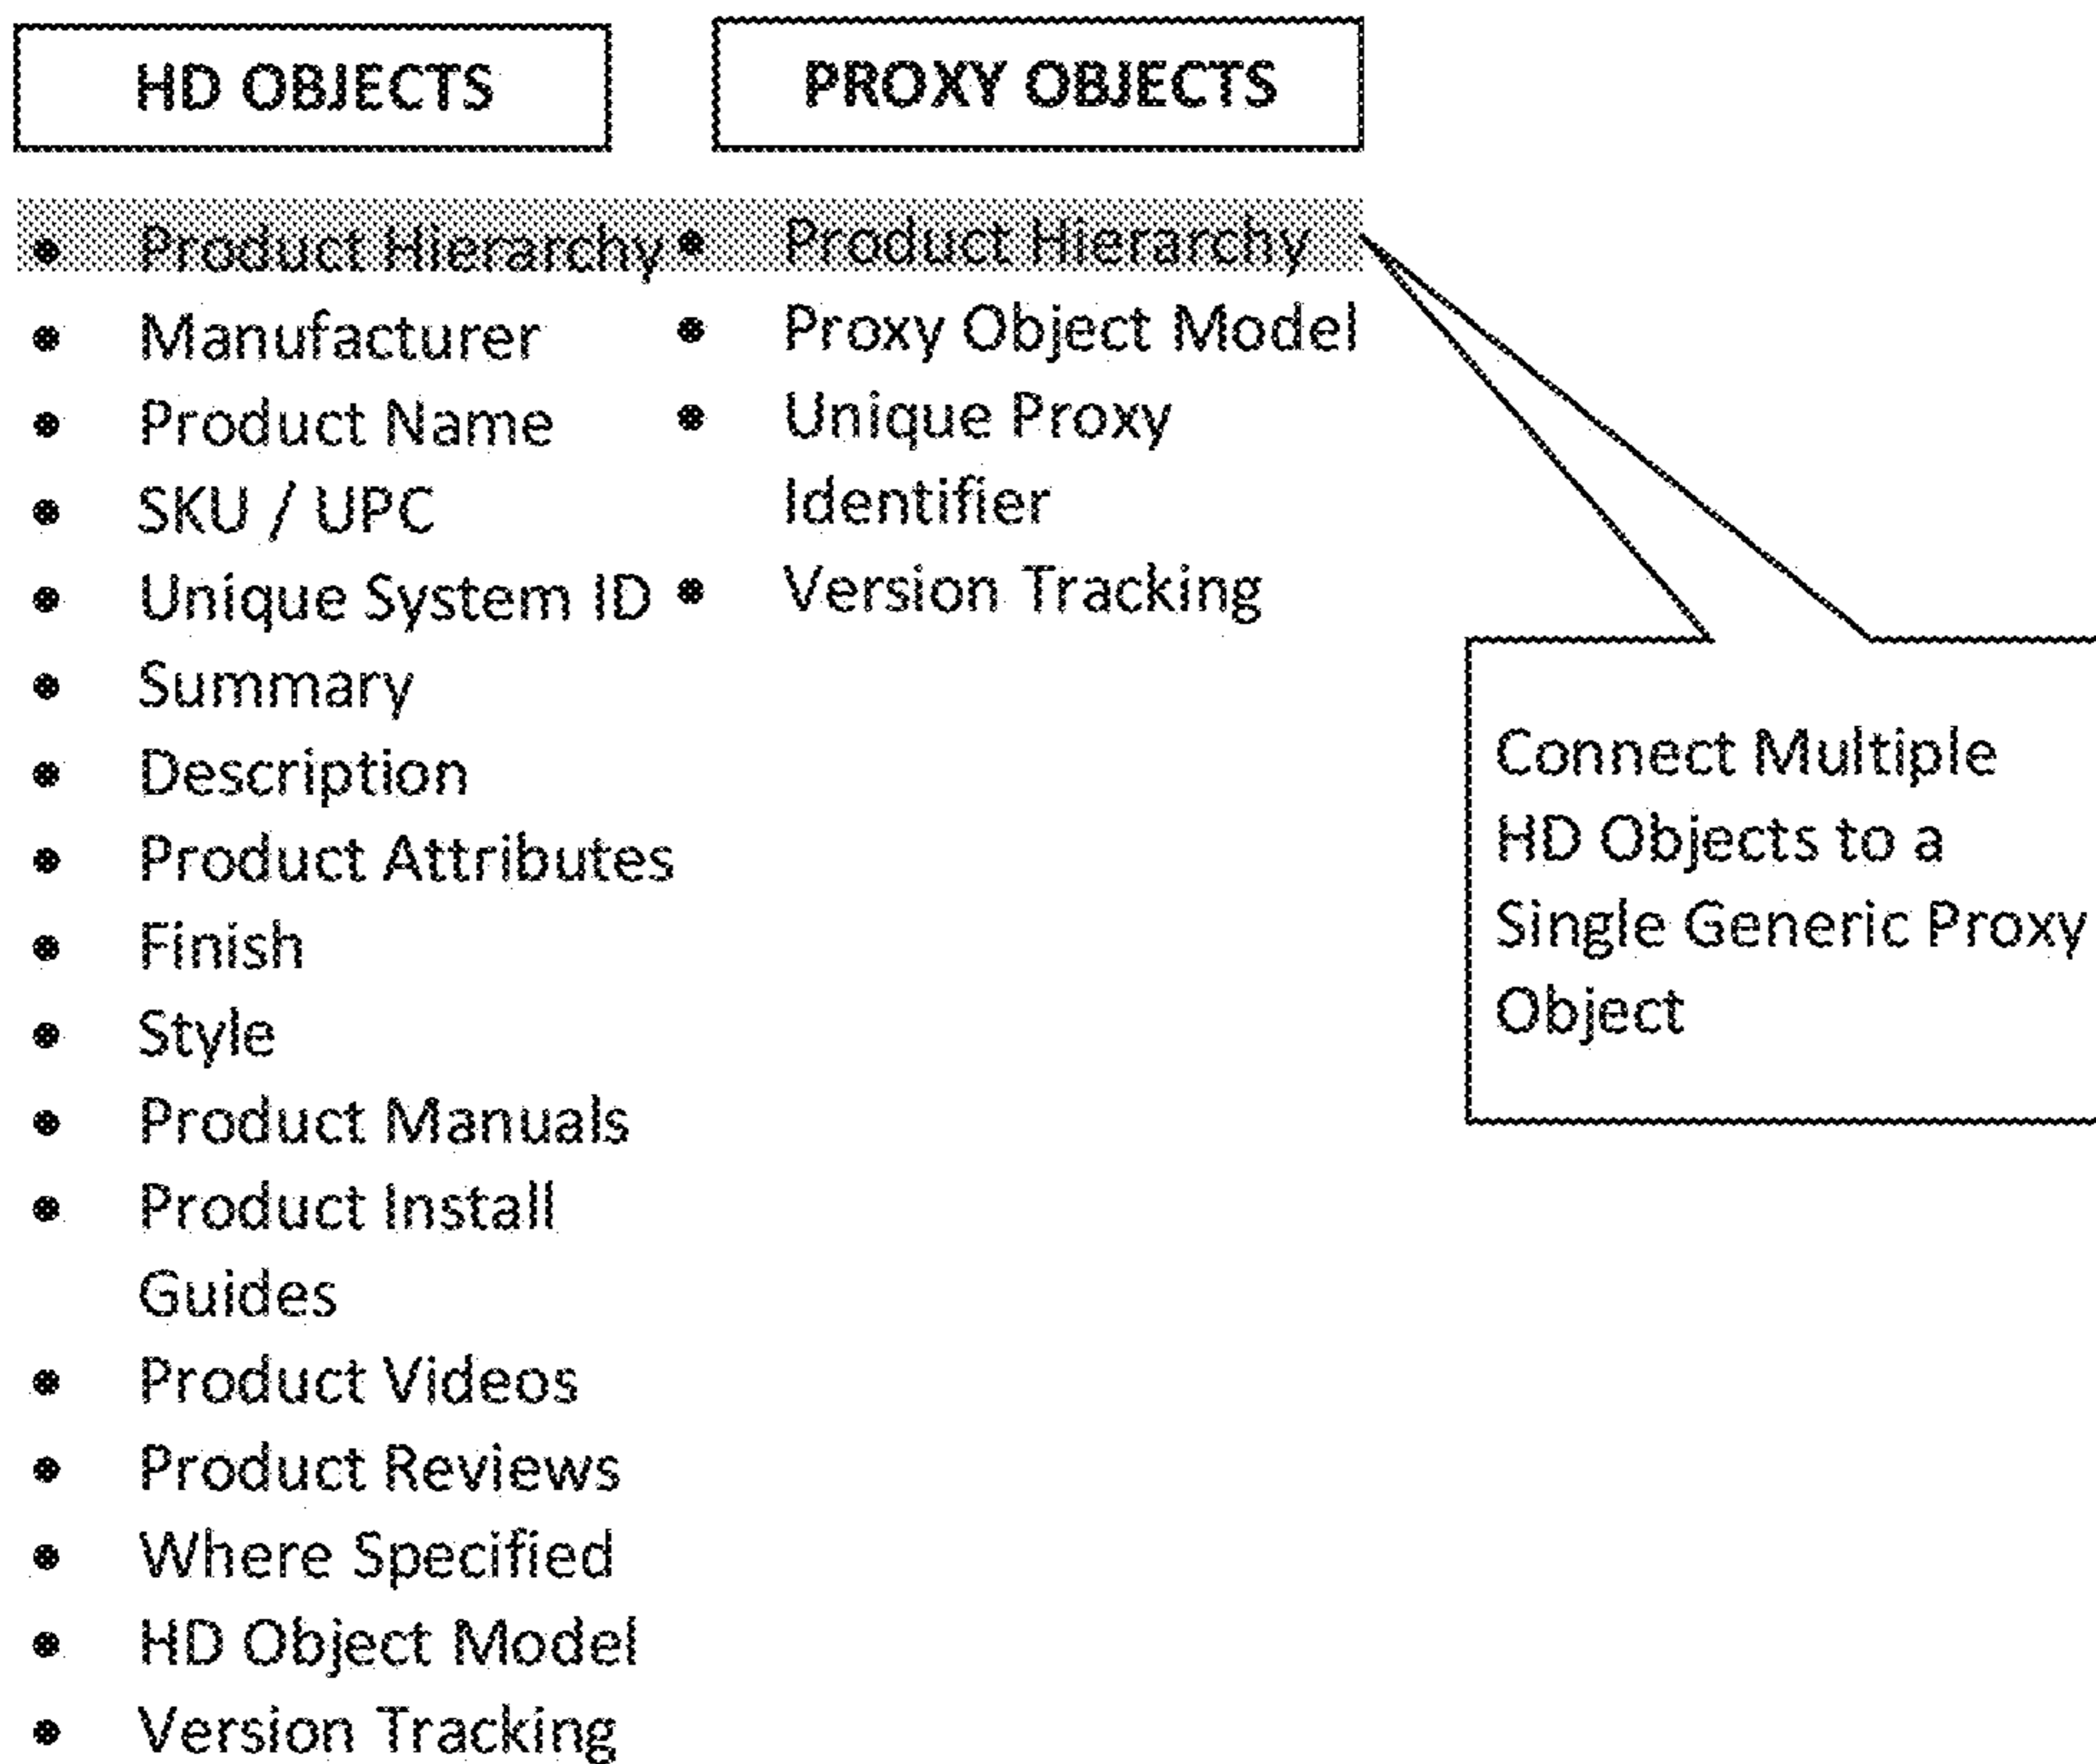 HD OBJECTS
• Product Hierarchy
• Manufacturer
• Product Name
• SKU / UPC
• Unique System ID
• Summary
• Description
• Product Attributes
• Finish
• Style
• Product Manuals
• Product Install
Guides
• Product Videos
• Product Reviews
• Where Specified
• HD Object Model
• Version Tracking
PROXY OBJECTS
• Product Hierarchy
• Proxy Object Model
• Unique Proxy
Identifier
• Version Tracking
Connect Multiple
HD Objects to a
Single Generic Proxy
Object